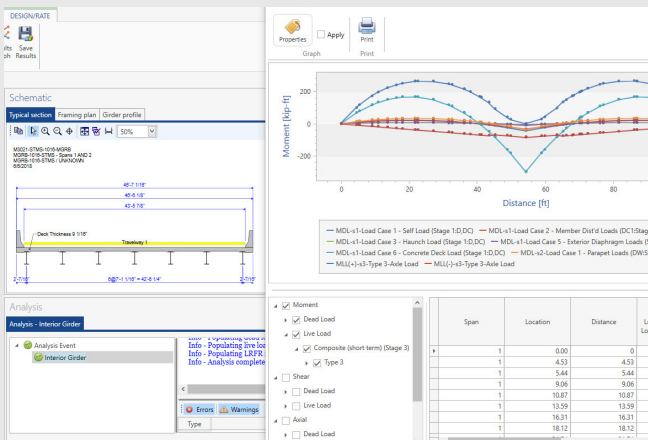 DESIGN/RATE
Save
Results
Properties
Apply
Print
Graph
Print
Schematic
Typical section Framing plan Girder profile
50%
MGRB-1016-STMS - Spans 1 AND 2
MGRB-1016-STMS / UNKNOWN
6/5/2018
46'-7 1/16"
46'-6 1/8"
43'-5 7/8"
Deck Thickness 9 1/16"
Travelway 1
2'-7/16"
6@7'-1 1/16" = 42'-6 1/4"
2'-7/16"
Moment [kip-ft]
200
0
-200
0 20 40 60 80
Distance [ft]
MDL-s1-Load Case 1 - Self Load (Stage 1:D,DC) MDL-s1-Load Case 2 - Member Dist'd Loads (DC1:Stag
MDL-s1-Load Case 3 - Haunch Load (Stage 1:D,DC) MDL-s1-Load Case 5 - Exterior Diaphragm Loads (S
MDL-s1-Load Case 6 - Concrete Deck Load (Stage 1:D,DC) MDL-s2-Load Case 1 - Parapet Loads (DW:S
MLL(+)-s3-Type 3-Axle Load MLL(-)-s3-Type 3-Axle Load
Analysis
Analysis - Interior Girder
Analysis Event
Interior Girder
Info - Populating live loa
Info - Populating LRFR
Info - Analysis complete
Errors Warnings
Type
Moment
Dead Load
Live Load
Composite (short term) (Stage 3)
Type 3
Shear
Dead Load
Live Load
Axial
Dead Load
Span Location Distance
1 0.00 0
1 4.53 4.53
1 5.44 5.44
1 9.06 9.06
1 10.87 10.87
1 13.59 13.59
1 16.31 16.31
1 18.12 18.12